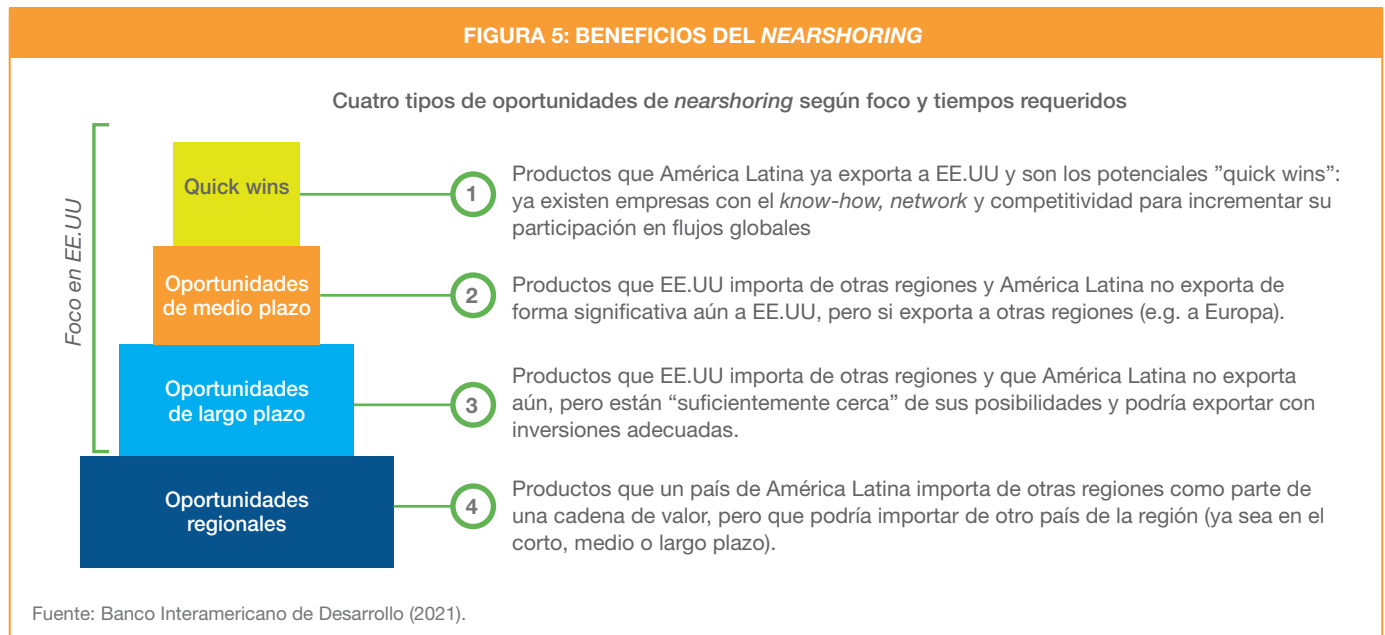 FIGURA 5: BENEFICIOS DEL NEARSHORING
Cuatro tipos de oportunidades de nearshoring según foco y tiempos requeridos
Foco en EE.UU
Quick wins
1
Productos que América Latina ya exporta a EE.UU y son los potenciales ”quick wins”:
ya existen empresas con el know-how, network y competitividad para incrementar su
participación en flujos globales
Oportunidades
de medio plazo
2
Productos que EE.UU importa de otras regiones y América Latina no exporta de
forma significativa aún a EE.UU, pero si exporta a otras regiones (e.g. a Europa).
Oportunidades
de largo plazo
3
Productos que EE.UU importa de otras regiones y que América Latina no exporta
aún, pero están “suficientemente cerca” de sus posibilidades y podría exportar con
inversiones adecuadas.
Oportunidades
regionales
4
Productos que un país de América Latina importa de otras regiones como parte de
una cadena de valor, pero que podría importar de otro país de la región (ya sea en el
corto, medio o largo plazo).
Fuente: Banco Interamericano de Desarrollo (2021).